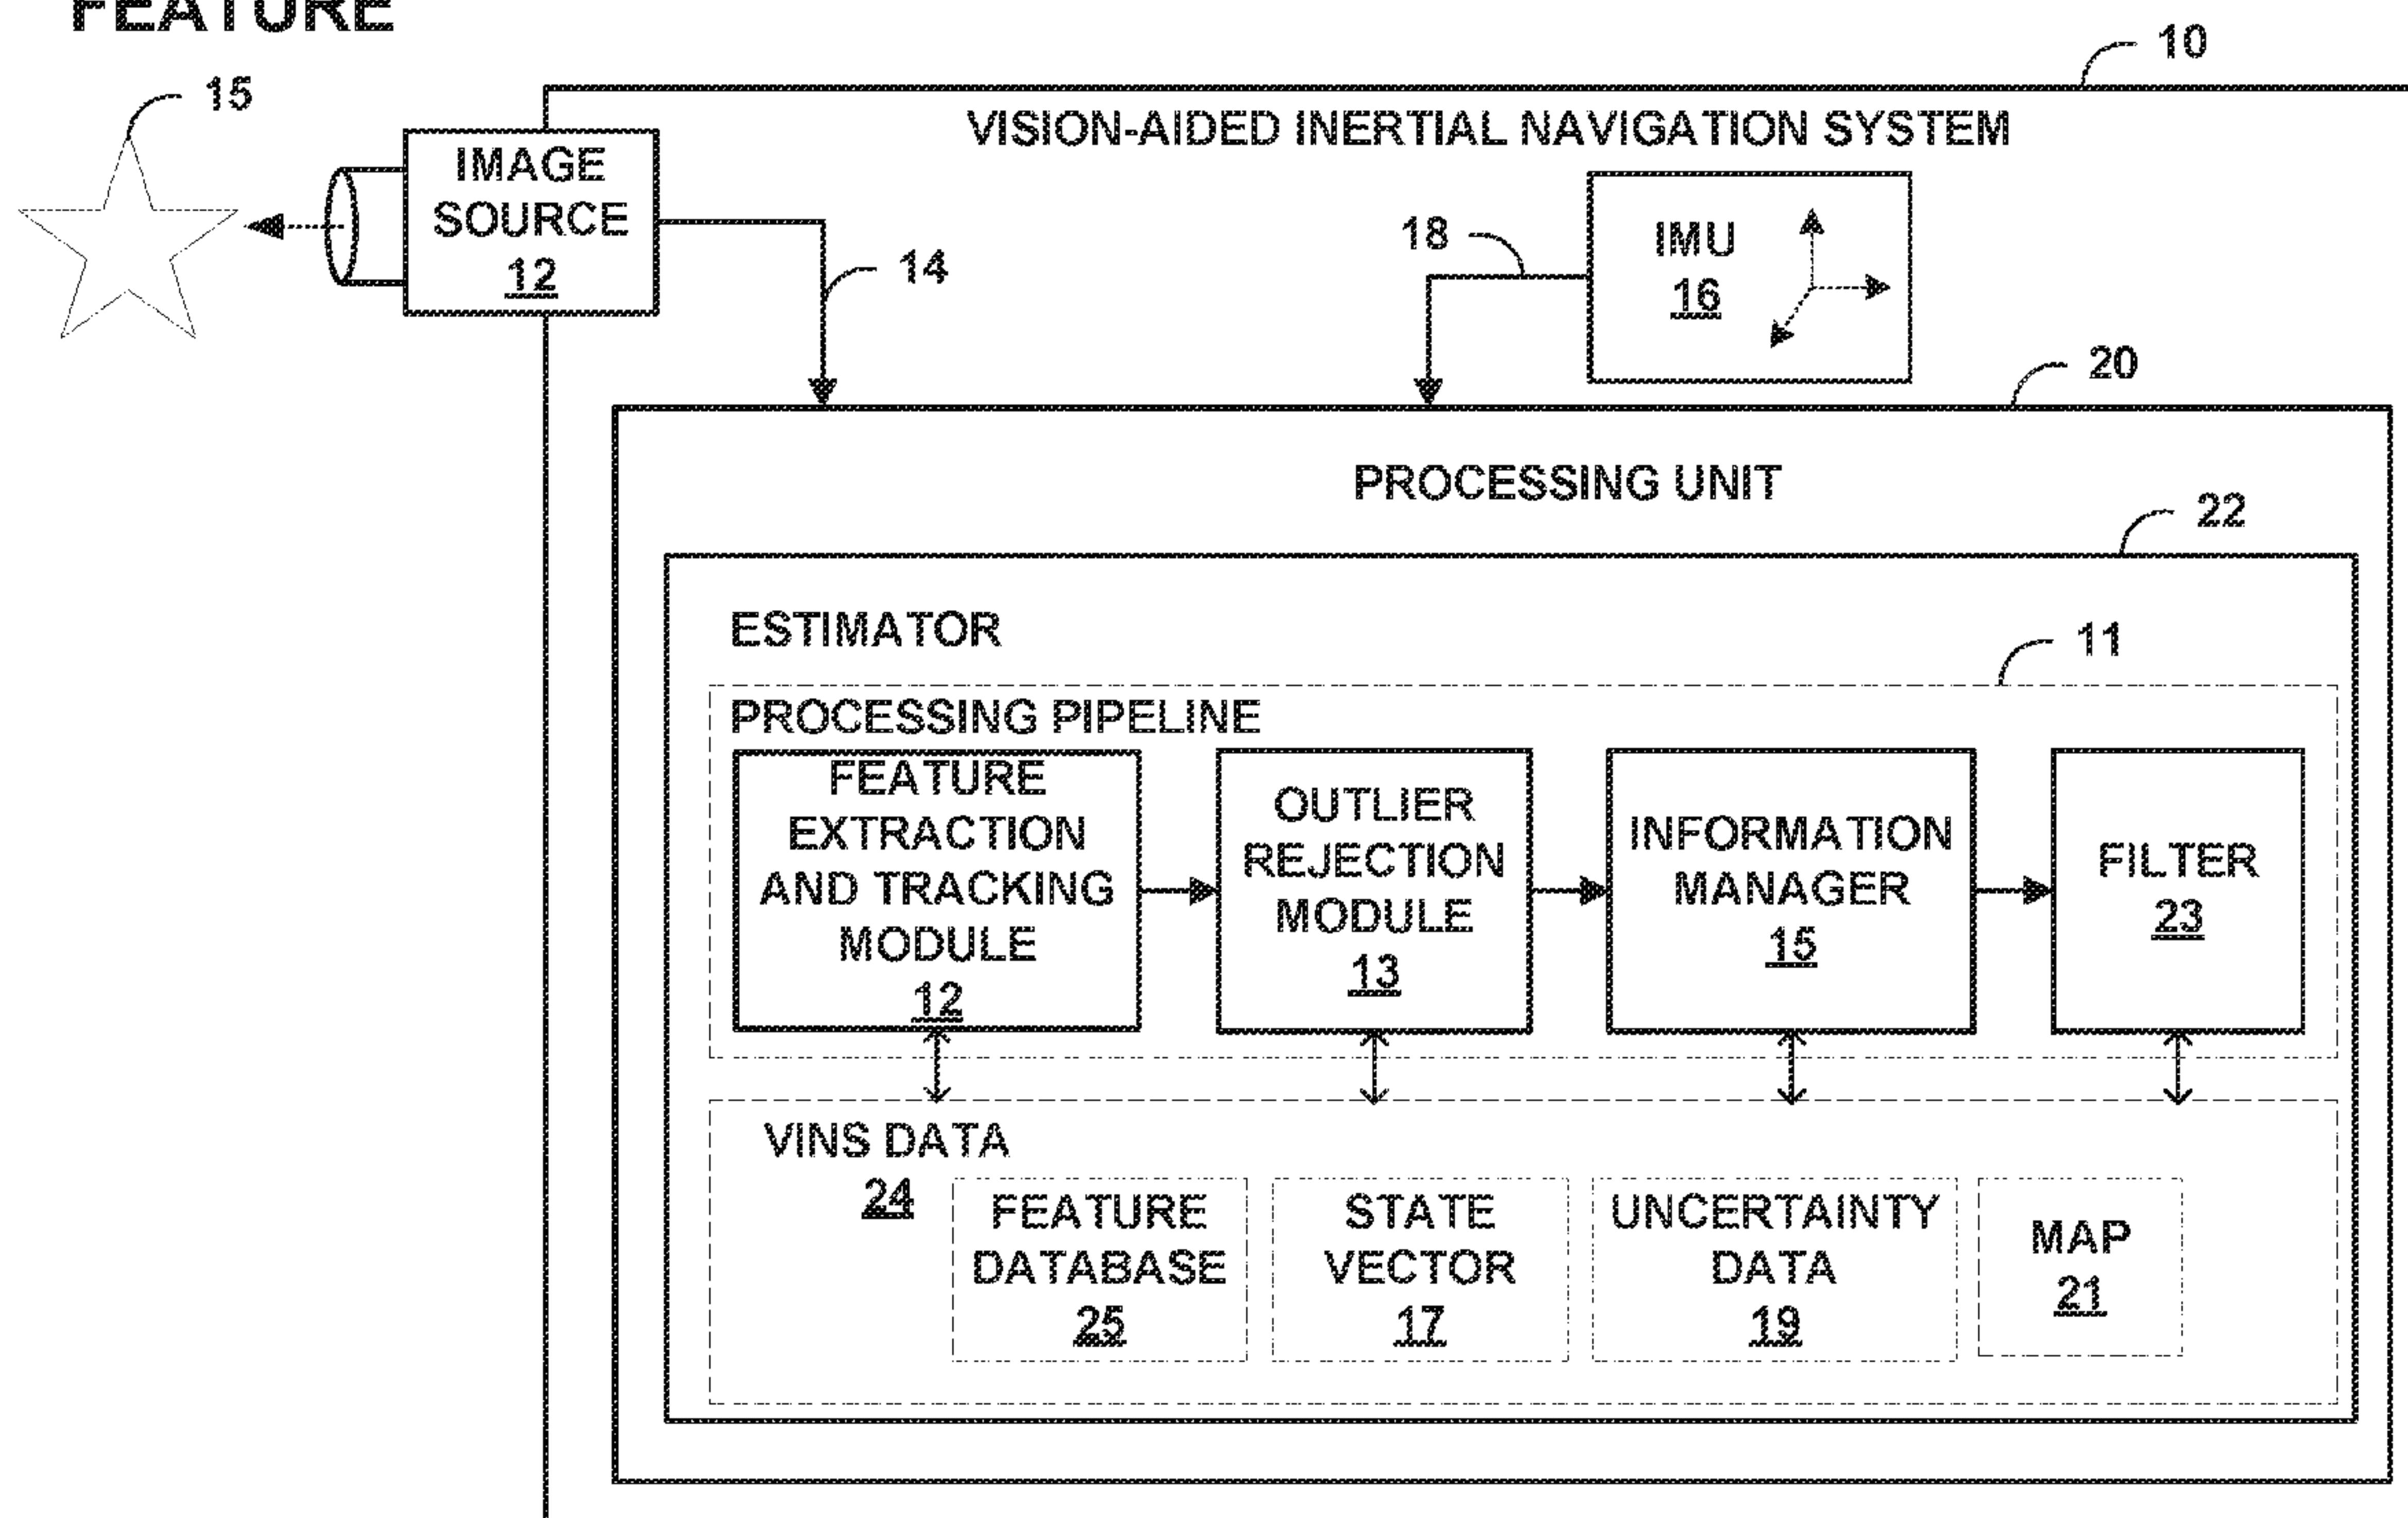 FEATURE
10
15
VISION-AIDED INERTIAL NAVIGATION SYSTEM
IMAGE
SOURCE
12
14
18
IMU
16
20
PROCESSING UNIT
22
ESTIMATOR
11
PROCESSING PIPELINE
FEATURE
EXTRACTION
AND TRACKING
MODULE
12
OUTLIER
REJECTION
MODULE
13
INFORMATION
MANAGER
15
FILTER
23
VINS DATA
24
FEATURE
DATABASE
25
STATE
VECTOR
17
UNCERTAINTY
DATA
19
MAP
21